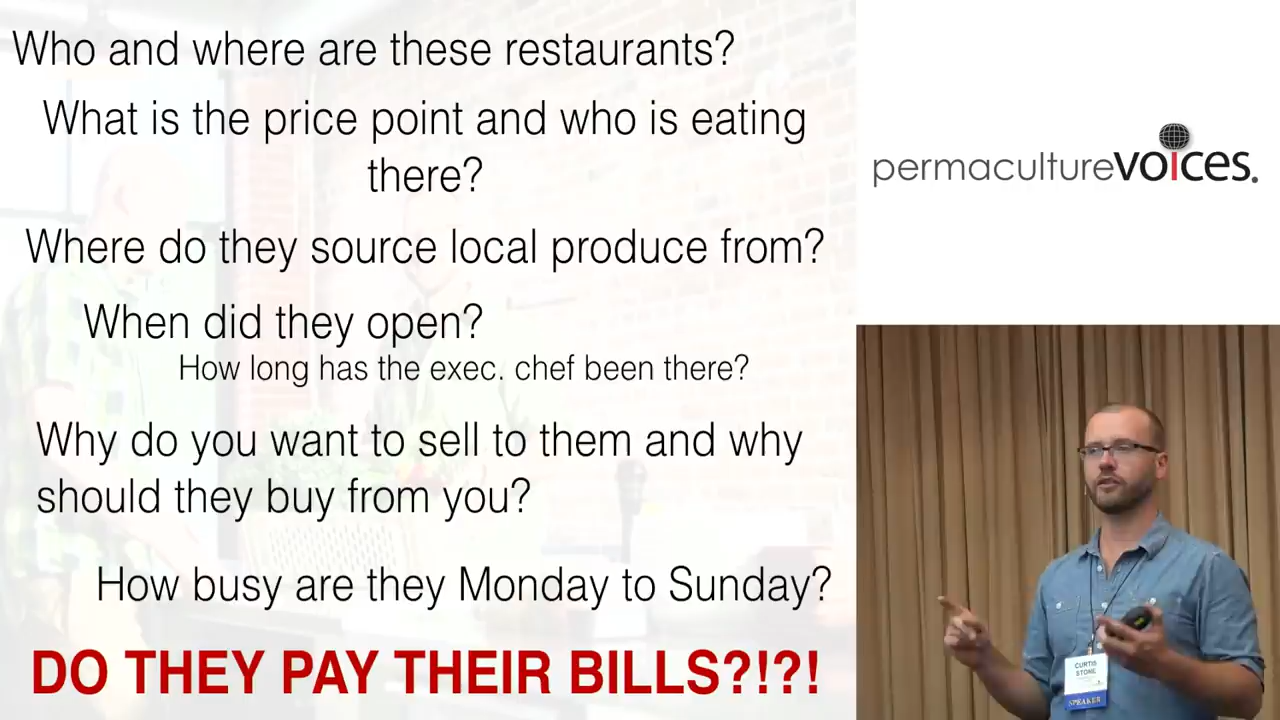 Who and where are these restaurants?
What is the price point and who is eating
there?
Where do they source local produce from?
When did they open?
How long has the exec. chef been there?
Why do you want to sell to them and why
should they buy from you?
How busy are they Monday to Sunday?
DO THEY PAY THEIR BILLS?!?!
permaculturevoices.
CURTIS
STONE
SPEAKER